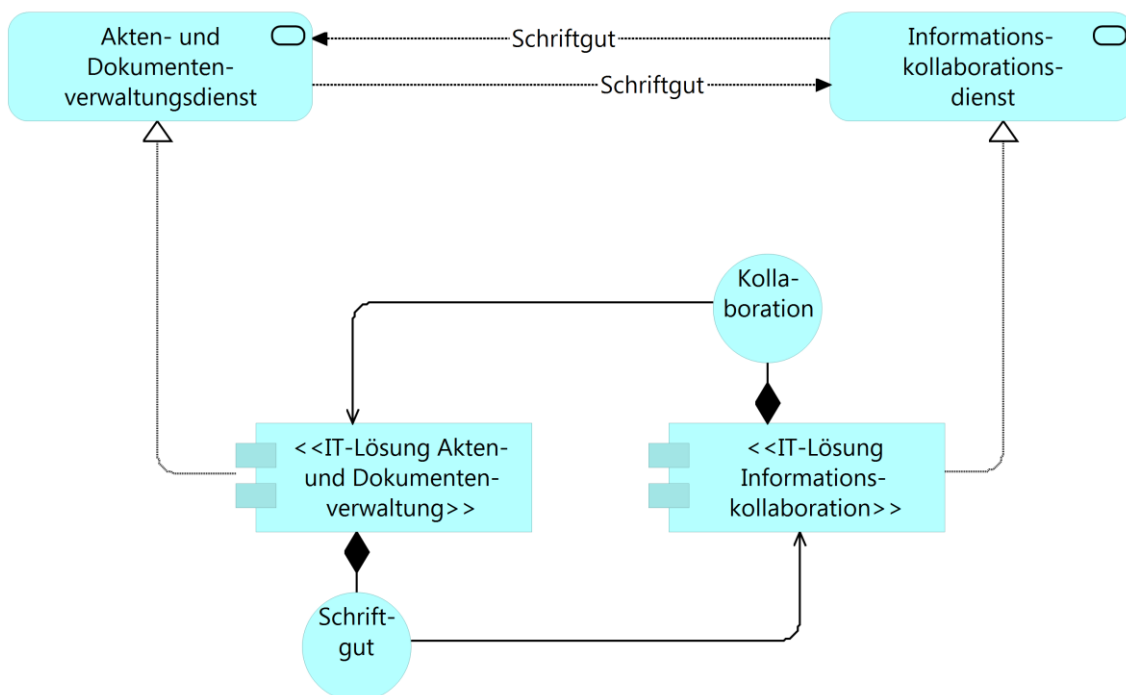 Akten- und
Dokumenten-
verwaltungsdienst
Schriftgut
Schriftgut
Informations-
kollaborations-
dienst
Kolla-
boration
<<IT-Lösung Akten-
und Dokumenten-
verwaltung>>
<<IT-Lösung
Informations-
kollaboration>>
Schrift-
gut